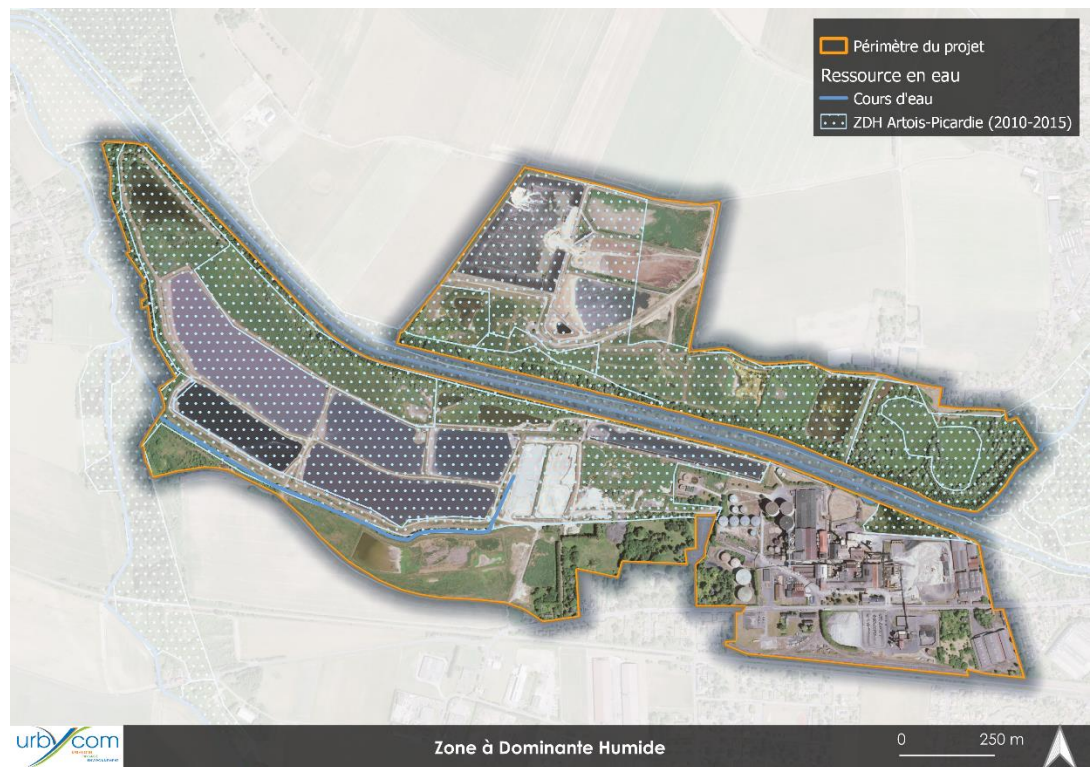 Périmètre du projet
Ressource en eau
Cours d'eau
ZDH Artois-Picardie (2010-2015)
urbycom
Zone à Dominante Humide
0 250 m